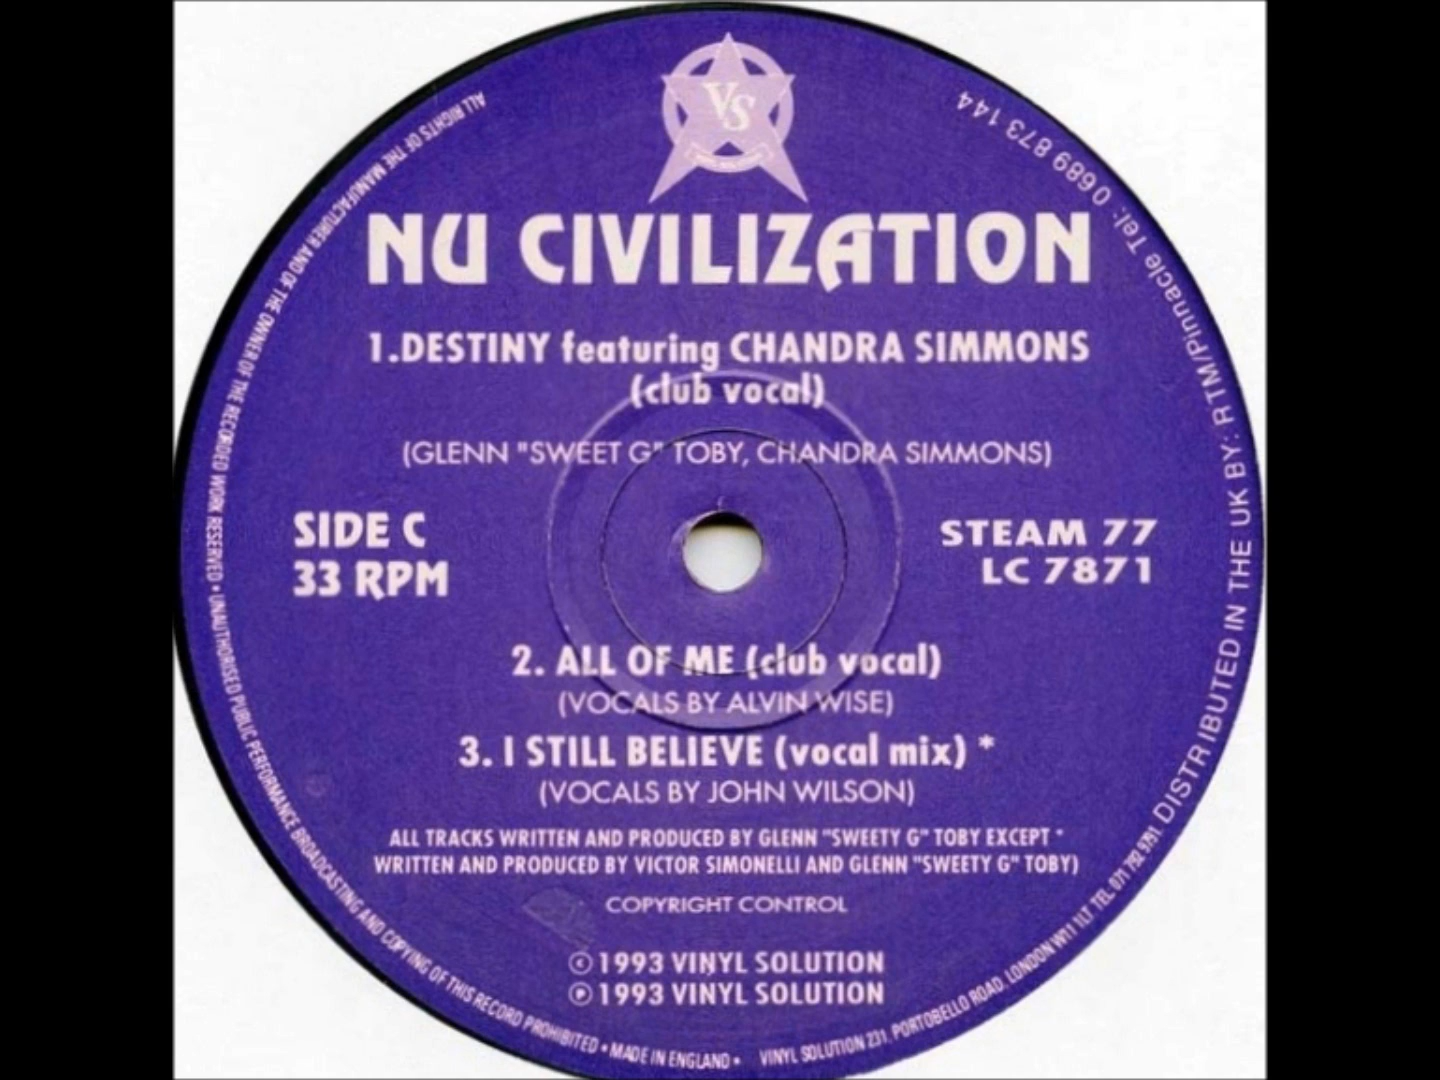 VS
NU CIVILIZATION
1.DESTINY featuring CHANDRA SIMMONS
(club vocal)
(GLENN "SWEET G" TOBY, CHANDRA SIMMONS)
SIDE C
33 RPM
STEAM 77
LC 7871
2. ALL OF ME (club vocal)
(VOCALS BY ALVIN WISE)
3. I STILL BELIEVE (vocal mix) *
(VOCALS BY JOHN WILSON)
ALL TRACKS WRITTEN AND PRODUCED BY GLENN "SWEETY G" TOBY EXCEPT *
WRITTEN AND PRODUCED BY VICTOR SIMONELLI AND GLENN "SWEETY G" TOBY)
COPYRIGHT CONTROL
© 1993 VINYL SOLUTION
℗ 1993 VINYL SOLUTION
ALL RIGHTS OF THE MANUFACTURER AND OF THE OWNER OF THE RECORDED WORK RESERVED • UNAUTHORISED PUBLIC PERFORMANCE BROADCASTING AND COPYING OF THIS RECORD PROHIBITED • MADE IN ENGLAND •
VINYL SOLUTION 231, PORTOBELLO ROAD, LONDON W11 1LT TEL 071 792 9791. DISTRIBUTED IN THE UK BY: RTM/Pinnacle Tel: 0689 873 144